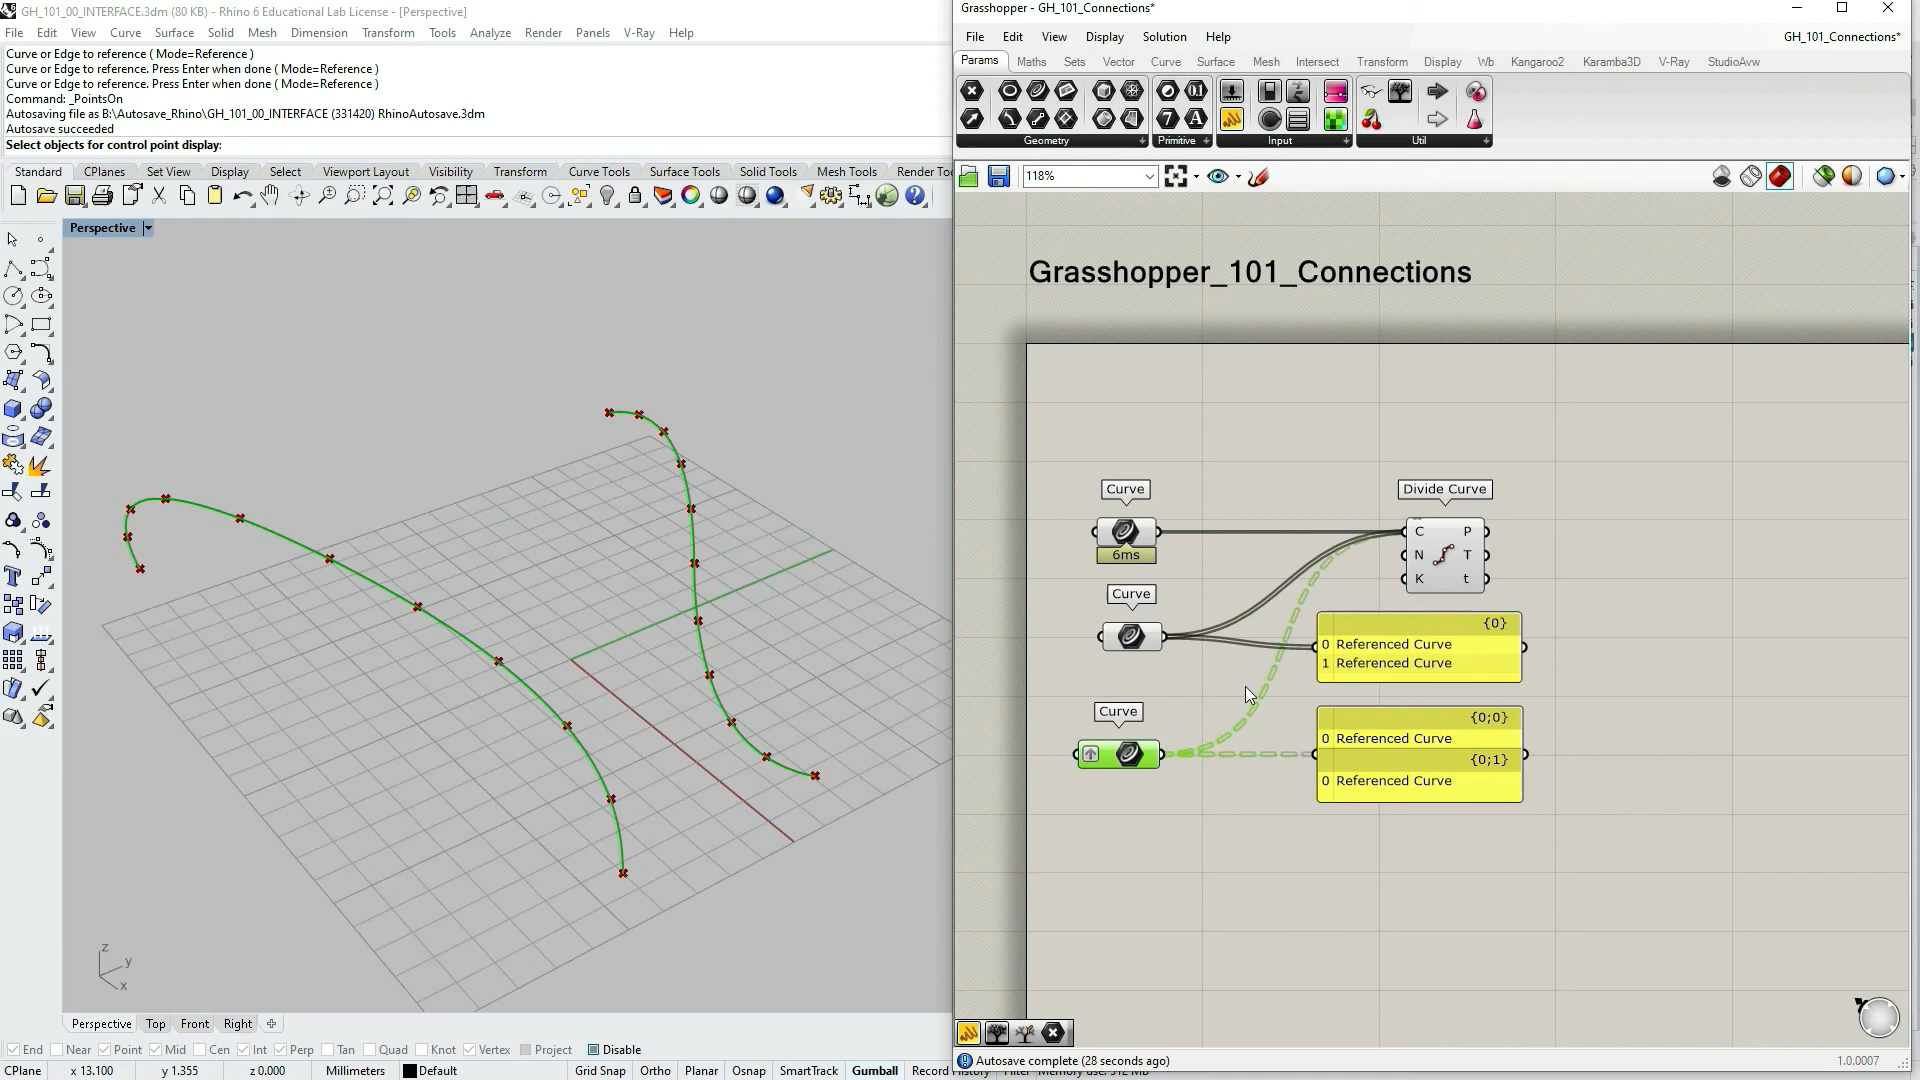 GH_101_00_INTERFACE.3dm (80 KB) - Rhino 6 Educational Lab License - [Perspective]
File Edit View Curve Surface Solid Mesh Dimension Transform Tools Analyze Render Panels V-Ray Help
Curve or Edge to reference ( Mode=Reference )
Curve or Edge to reference. Press Enter when done ( Mode=Reference )
Curve or Edge to reference. Press Enter when done ( Mode=Reference )
Command: _PointsOn
Autosaving file as B:\Autosave_Rhino\GH_101_00_INTERFACE (331420) RhinoAutosave.3dm
Autosave succeeded
Select objects for control point display:
Standard CPlanes Set View Display Select Viewport Layout Visibility Transform Curve Tools Surface Tools Solid Tools Mesh Tools Render Too
Perspective
z
y
x
Perspective Top Front Right
End Near Point Mid Cen Int Perp Tan Quad Knot Vertex Project Disable
CPlane x 13.100 y 1.355 z 0.000 Millimeters Default Grid Snap Ortho Planar Osnap SmartTrack Gumball Record History
Grasshopper - GH_101_Connections*
File Edit View Display Solution Help
GH_101_Connections*
Params Maths Sets Vector Curve Surface Mesh Intersect Transform Display Wb Kangaroo2 Karamba3D V-Ray StudioAvw
Geometry Primitive Input Util
118%
Grasshopper_101_Connections
Curve
6ms
Curve
Curve
Divide Curve
C P
N T
K t
{0}
0 Referenced Curve
1 Referenced Curve
{0;0}
0 Referenced Curve
{0;1}
0 Referenced Curve
Autosave complete (28 seconds ago)
1.0.0007